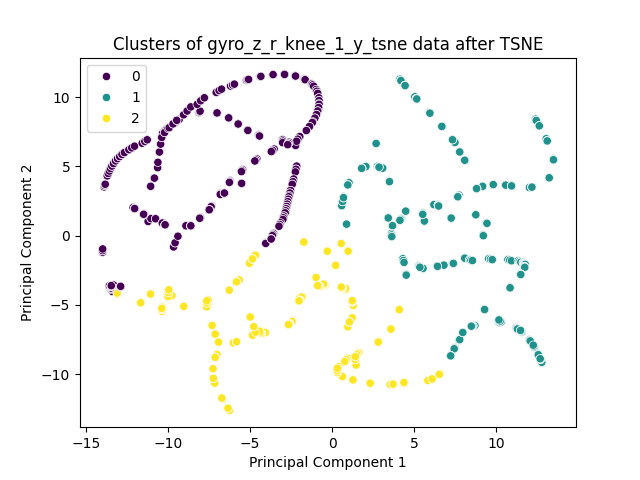 Clusters of gyro_z_r_knee_1_y_tsne data after TSNE
0
1
2
10
5
0
−5
−10
Principal Component 2
−15 −10 −5 0 5 10
Principal Component 1